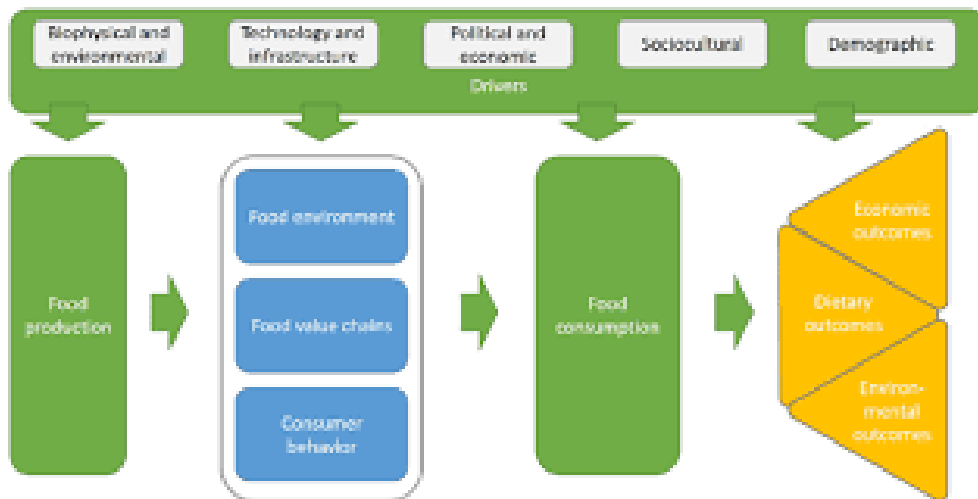 Biophysical and
environmental
Technology and
infrastructure
Political and
economic
Sociocultural
Demographic
Drivers
Food
production
Food environment
Food value chains
Consumer
behavior
Food
consumption
Economic
outcomes
Dietary
outcomes
Environ-
mental
outcomes